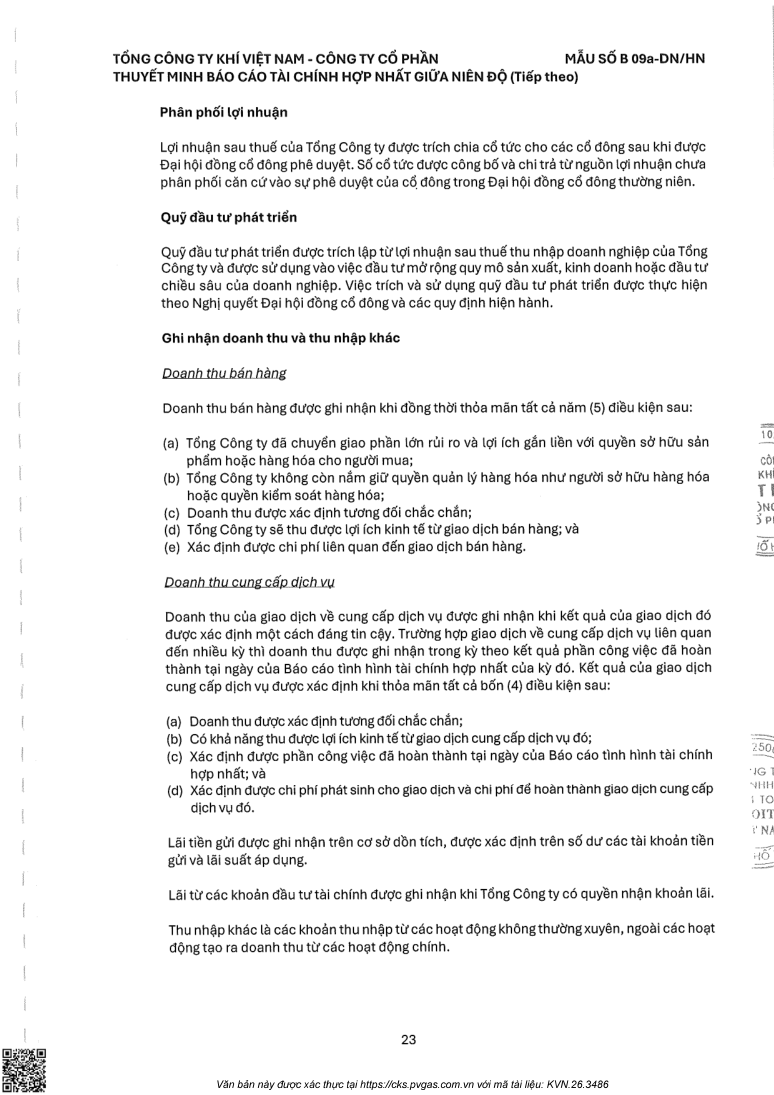 TỔNG CÔNG TY KHÍ VIỆT NAM - CÔNG TY CỔ PHẦN MẪU SỐ B 09a-DN/HN
THUYẾT MINH BÁO CÁO TÀI CHÍNH HỢP NHẤT GIỮA NIÊN ĐỘ (Tiếp theo)
Phân phối lợi nhuận
Lợi nhuận sau thuế của Tổng Công ty được trích chia cổ tức cho các cổ đông sau khi được
Đại hội đồng cổ đông phê duyệt. Số cổ tức được công bố và chi trả từ nguồn lợi nhuận chưa
phân phối căn cứ vào sự phê duyệt của cổ đông trong Đại hội đồng cổ đông thường niên.
Quỹ đầu tư phát triển
Quỹ đầu tư phát triển được trích lập từ lợi nhuận sau thuế thu nhập doanh nghiệp của Tổng
Công ty và được sử dụng vào việc đầu tư mở rộng quy mô sản xuất, kinh doanh hoặc đầu tư
chiều sâu của doanh nghiệp. Việc trích và sử dụng quỹ đầu tư phát triển được thực hiện
theo Nghị quyết Đại hội đồng cổ đông và các quy định hiện hành.
Ghi nhận doanh thu và thu nhập khác
Doanh thu bán hàng
Doanh thu bán hàng được ghi nhận khi đồng thời thỏa mãn tất cả năm (5) điều kiện sau:
(a) Tổng Công ty đã chuyển giao phần lớn rủi ro và lợi ích gắn liền với quyền sở hữu sản
phẩm hoặc hàng hóa cho người mua;
(b) Tổng Công ty không còn nắm giữ quyền quản lý hàng hóa như người sở hữu hàng hóa
hoặc quyền kiểm soát hàng hóa;
(c) Doanh thu được xác định tương đối chắc chắn;
(d) Tổng Công ty sẽ thu được lợi ích kinh tế từ giao dịch bán hàng; và
(e) Xác định được chi phí liên quan đến giao dịch bán hàng.
Doanh thu cung cấp dịch vụ
Doanh thu của giao dịch về cung cấp dịch vụ được ghi nhận khi kết quả của giao dịch đó
được xác định một cách đáng tin cậy. Trường hợp giao dịch về cung cấp dịch vụ liên quan
đến nhiều kỳ thì doanh thu được ghi nhận trong kỳ theo kết quả phần công việc đã hoàn
thành tại ngày của Báo cáo tình hình tài chính hợp nhất của kỳ đó. Kết quả của giao dịch
cung cấp dịch vụ được xác định khi thỏa mãn tất cả bốn (4) điều kiện sau:
(a) Doanh thu được xác định tương đối chắc chắn;
(b) Có khả năng thu được lợi ích kinh tế từ giao dịch cung cấp dịch vụ đó;
(c) Xác định được phần công việc đã hoàn thành tại ngày của Báo cáo tình hình tài chính
hợp nhất; và
(d) Xác định được chi phí phát sinh cho giao dịch và chi phí để hoàn thành giao dịch cung cấp
dịch vụ đó.
Lãi tiền gửi được ghi nhận trên cơ sở dồn tích, được xác định trên số dư các tài khoản tiền
gửi và lãi suất áp dụng.
Lãi từ các khoản đầu tư tài chính được ghi nhận khi Tổng Công ty có quyền nhận khoản lãi.
Thu nhập khác là các khoản thu nhập từ các hoạt động không thường xuyên, ngoài các hoạt
động tạo ra doanh thu từ các hoạt động chính.
23
Văn bản này được xác thực tại https://cks.pvgas.com.vn với mã tài liệu: KVN.26.3486